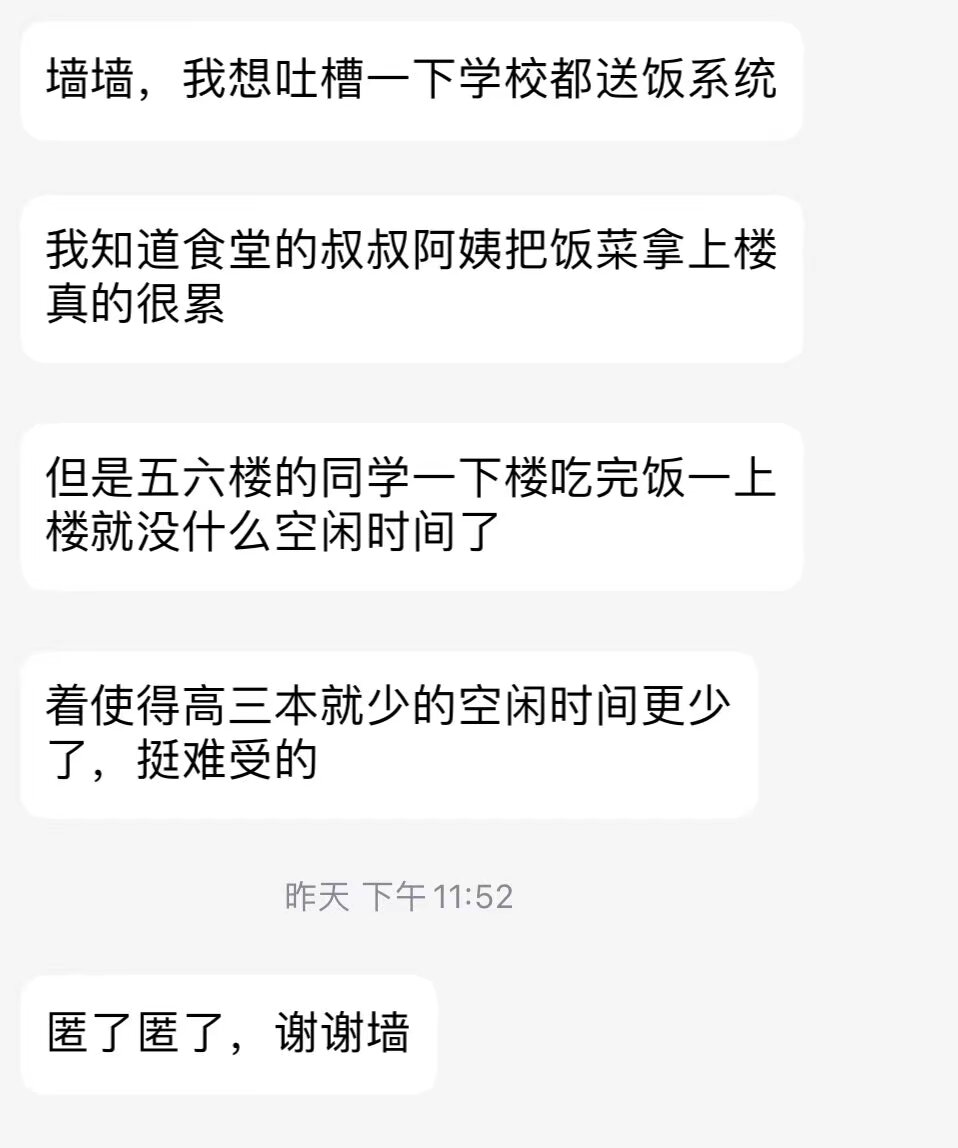 墙墙，我想吐槽一下学校都送饭系统
我知道食堂的叔叔阿姨把饭菜拿上楼
真的很累
但是五六楼的同学一下楼吃完饭一上
楼就没什么空闲时间了
着使得高三本就少的空闲时间更少
了，挺难受的
昨天 下午 11:52
匿了匿了，谢谢墙